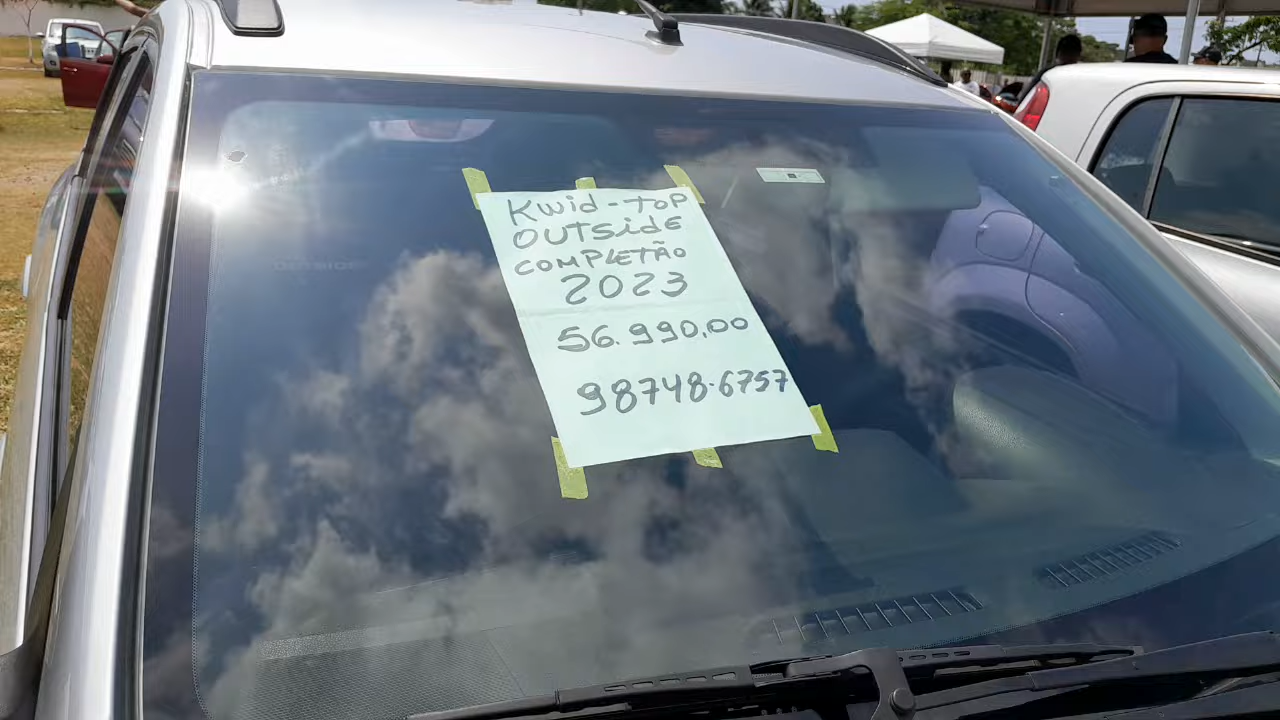 Kwid-TOP
OUTSidE
COMPLETÃO
2023
56.990,00
98748-6757